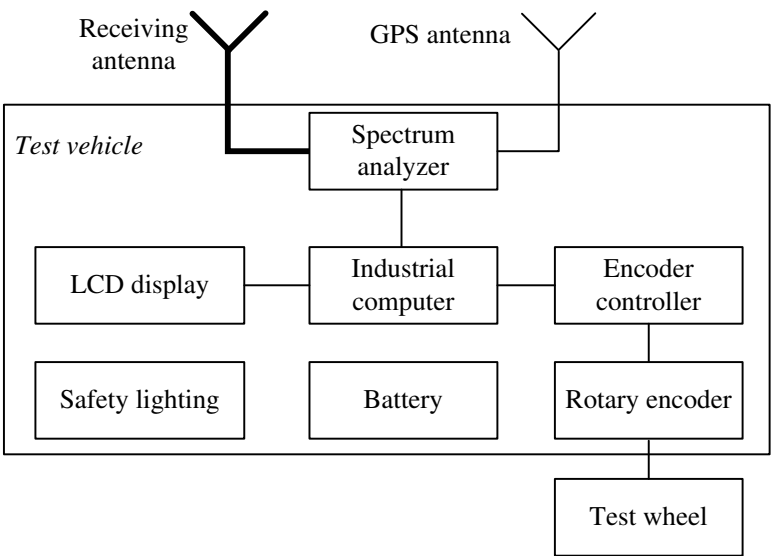 Receiving
antenna
GPS antenna
Test vehicle
Spectrum
analyzer
LCD display
Industrial
computer
Encoder
controller
Safety lighting
Battery
Rotary encoder
Test wheel